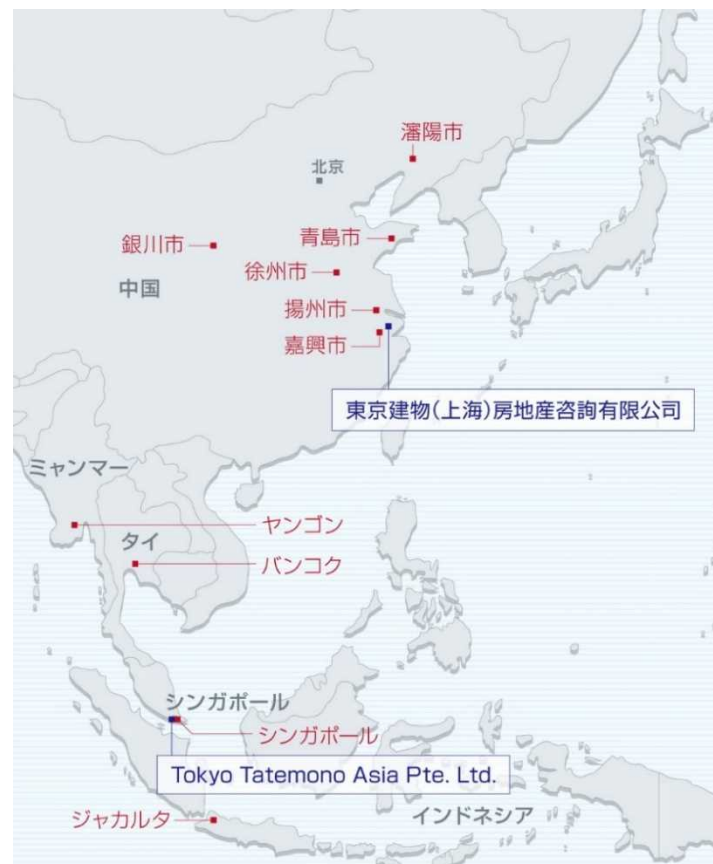 瀋陽市
北京
銀川市
青島市
徐州市
中国
揚州市
嘉興市
東京建物(上海)房地産咨詢有限公司
ミャンマー
ヤンゴン
タイ
バンコク
シンガポール
シンガポール
Tokyo Tatemono Asia Pte. Ltd.
インドネシア
ジャカルタ